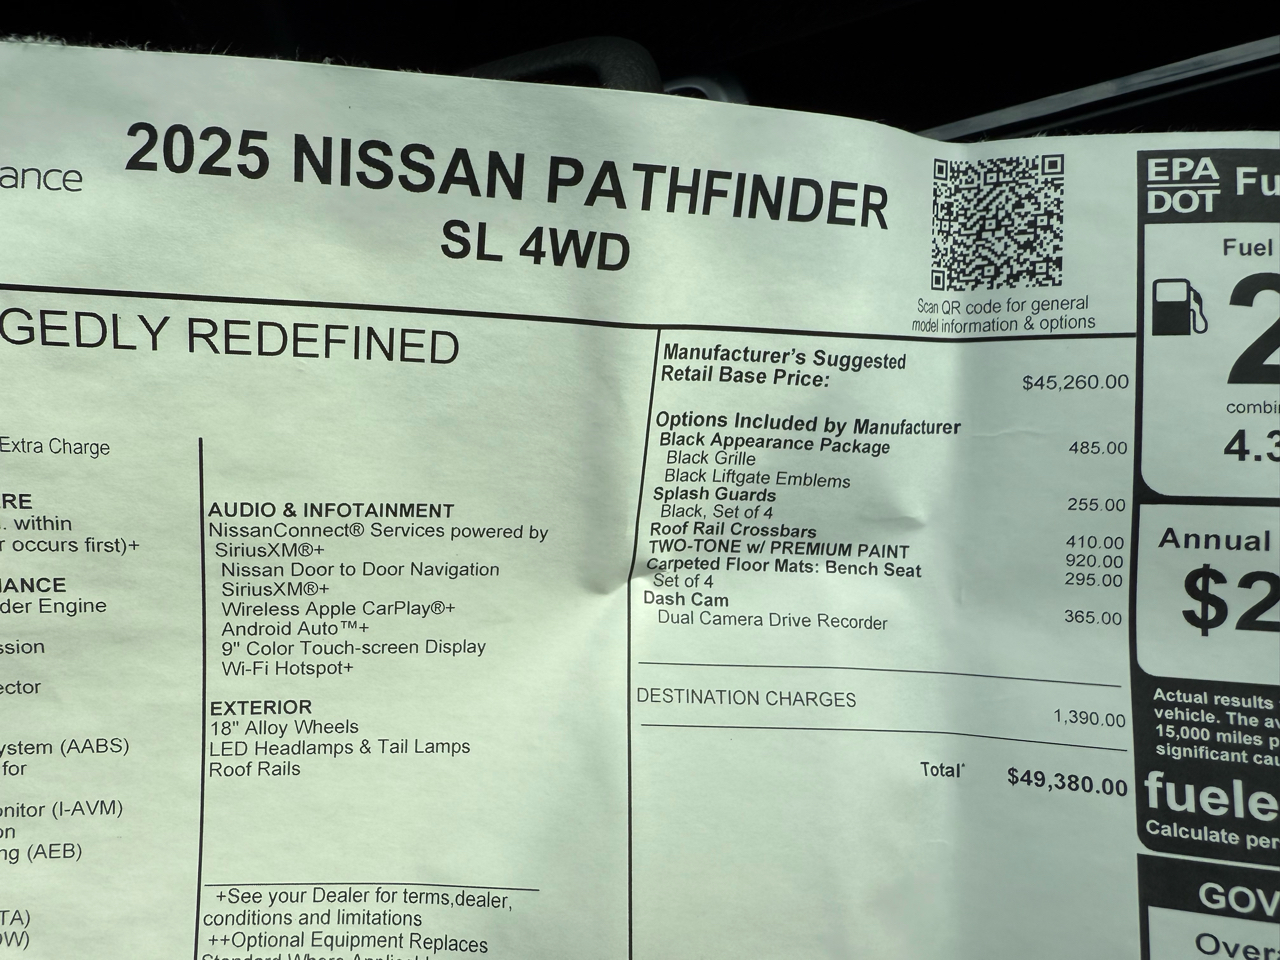 ance
2025 NISSAN PATHFINDER
SL 4WD
Scan QR code for general
model information & options
GEDLY REDEFINED
Extra Charge
RE
. within
r occurs first)+
ANCE
der Engine
ssion
ector
ystem (AABS)
for
onitor (I-AVM)
on
ng (AEB)
TA)
OW)
AUDIO & INFOTAINMENT
NissanConnect® Services powered by
SiriusXM®+
Nissan Door to Door Navigation
SiriusXM®+
Wireless Apple CarPlay®+
Android Auto™+
9" Color Touch-screen Display
Wi-Fi Hotspot+
EXTERIOR
18" Alloy Wheels
LED Headlamps & Tail Lamps
Roof Rails
+See your Dealer for terms,dealer,
conditions and limitations
++Optional Equipment Replaces
Manufacturer's Suggested
Retail Base Price: $45,260.00
Options Included by Manufacturer
Black Appearance Package 485.00
Black Grille
Black Liftgate Emblems
Splash Guards 255.00
Black, Set of 4
Roof Rail Crossbars 410.00
TWO-TONE w/ PREMIUM PAINT 920.00
Carpeted Floor Mats: Bench Seat 295.00
Set of 4
Dash Cam 365.00
Dual Camera Drive Recorder
DESTINATION CHARGES 1,390.00
Total* $49,380.00
EPA
DOT
Fu
Fuel
2
combi
4.3
Annual
$2
Actual results
vehicle. The av
15,000 miles p
significant cau
fuele
Calculate per
GOV
Over